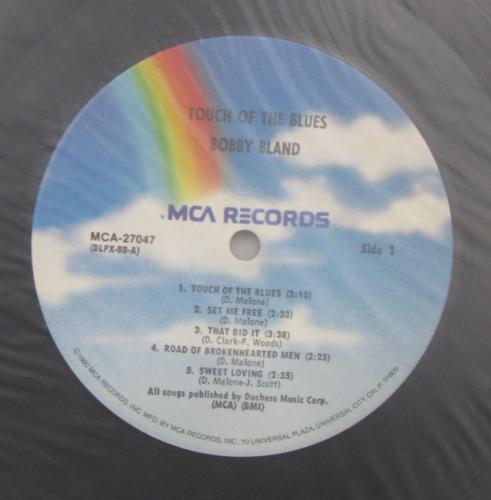 TOUCH OF THE BLUES
BOBBY BLAND
MCA RECORDS
MCA-27047
(DLPX-88-A)
Side 1
1. TOUCH OF THE BLUES (2:15)
(D. Malone)
2. SET ME FREE (2:33)
(D. Malone)
3. THAT DID IT (3:38)
(D. Clark-P. Woods)
4. ROAD OF BROKENHEARTED MEN (2:25)
(D. Malone)
5. SWEET LOVING (2:35)
(D. Malone-J. Scott)
All songs published by Duchess Music Corp.
(MCA) (BMI)
©1980 MCA RECORDS, INC. MFD. BY MCA RECORDS, INC., 70 UNIVERSAL PLAZA, UNIVERSAL CITY, CALIF.